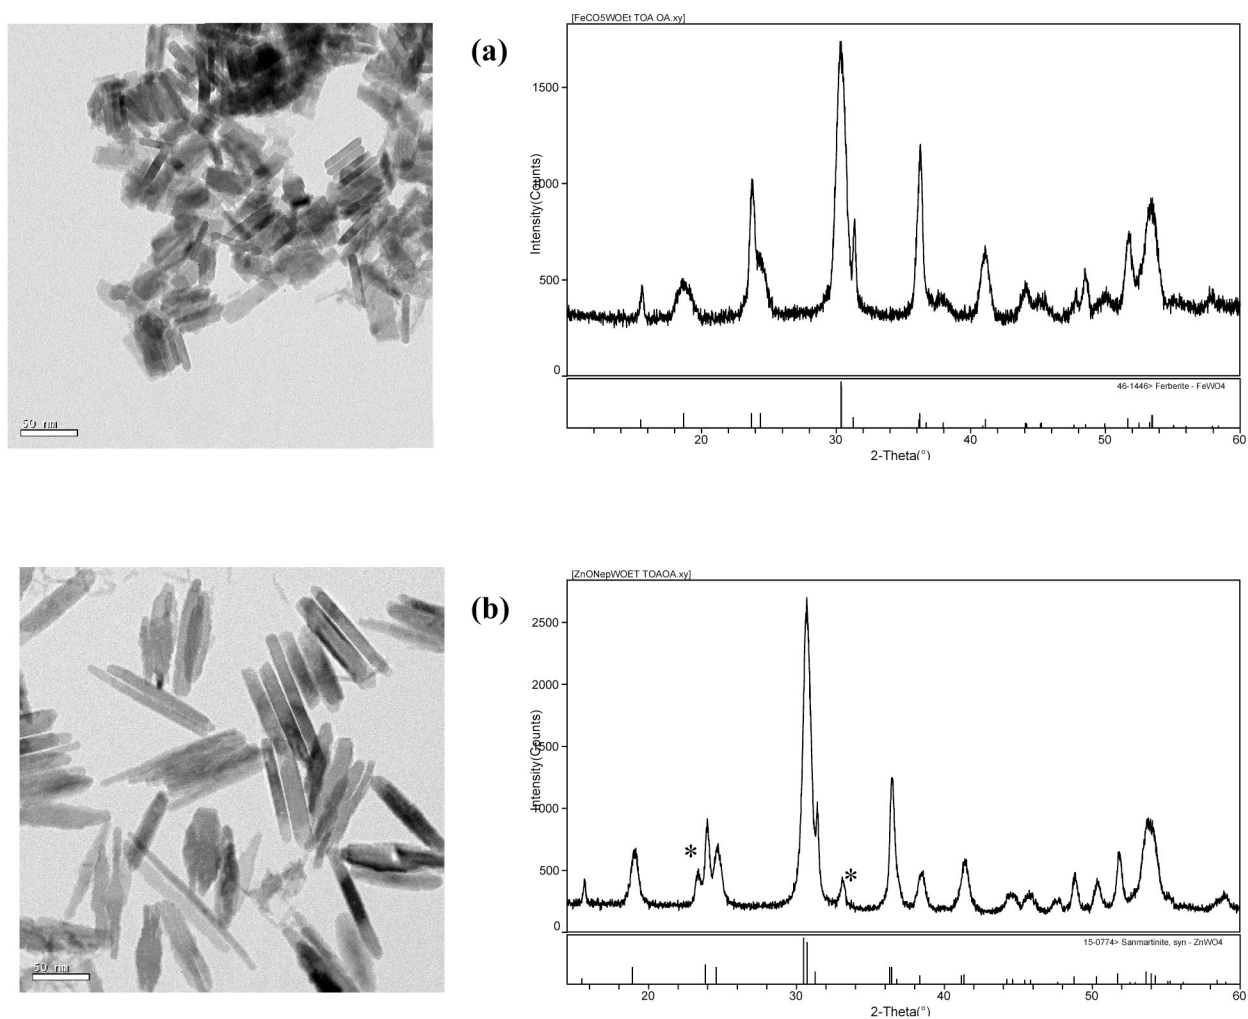 [FeCO5WOEt TOA OA.xy]
(a)
Intensity(Counts)
1500
1000
500
0
46-1446> Ferberite - FeWO4
20 30 40 50 60
2-Theta(°)
50 nm
[ZnONepWOET TOAOA.xy]
(b)
Intensity(Counts)
2500
2000
1500
1000
500
0
*
*
15-0774> Sanmartinite, syn - ZnWO4
20 30 40 50 60
2-Theta(°)
50 nm